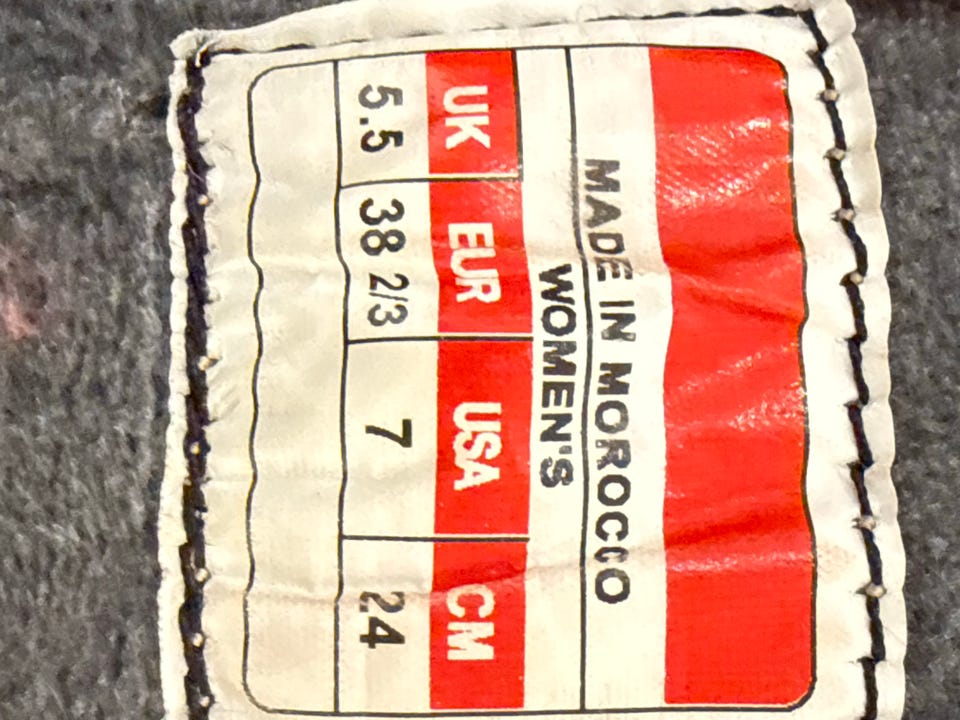 MADE IN MOROCCO
WOMEN'S
UK EUR USA CM
5.5 38 2/3 7 24